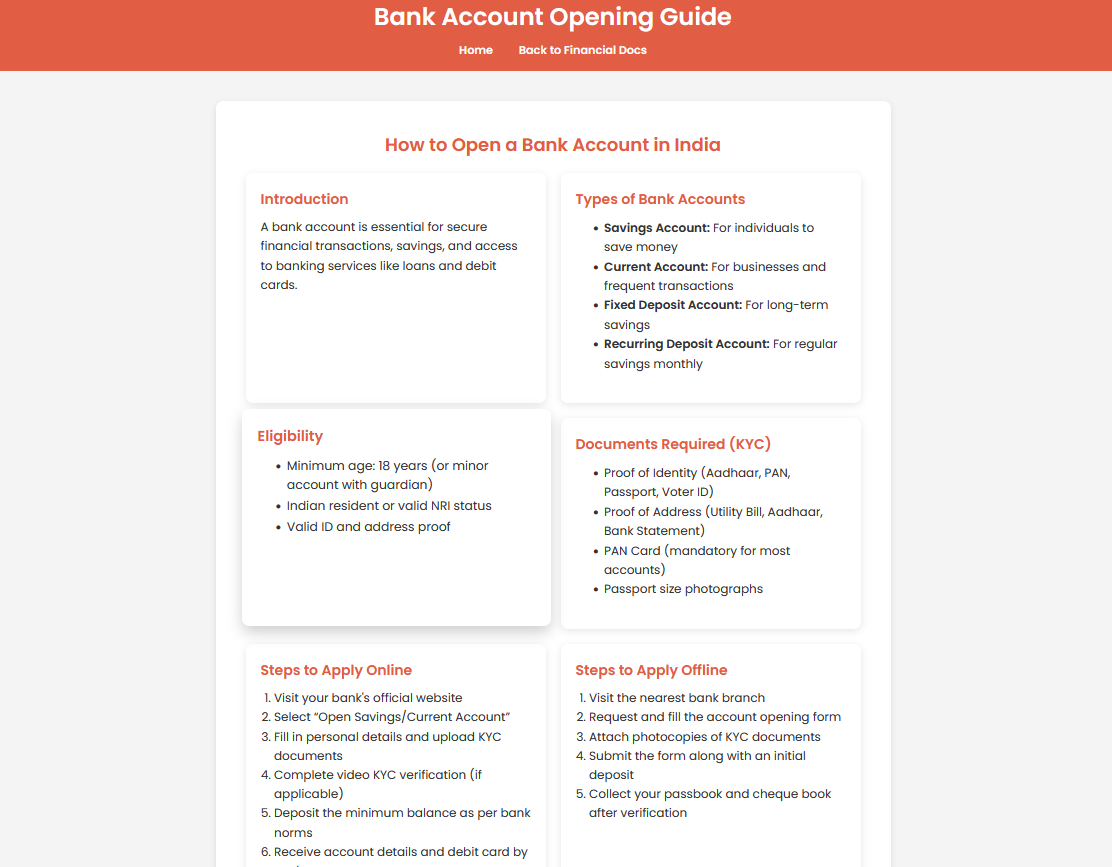 Bank Account Opening Guide
Home
Back to Financial Docs
How to Open a Bank Account in India
Introduction
A bank account is essential for secure
financial transactions, savings, and access
to banking services like loans and debit
cards.
Types of Bank Accounts
• Savings Account: For individuals to
save money
• Current Account: For businesses and
frequent transactions
• Fixed Deposit Account: For long-term
savings
• Recurring Deposit Account: For regular
savings monthly
Eligibility
• Minimum age: 18 years (or minor
account with guardian)
• Indian resident or valid NRI status
• Valid ID and address proof
Documents Required (KYC)
• Proof of Identity (Aadhaar, PAN,
Passport, Voter ID)
• Proof of Address (Utility Bill, Aadhaar,
Bank Statement)
• PAN Card (mandatory for most
accounts)
• Passport size photographs
Steps to Apply Online
1. Visit your bank's official website
2. Select “Open Savings/Current Account”
3. Fill in personal details and upload KYC
documents
4. Complete video KYC verification (if
applicable)
5. Deposit the minimum balance as per bank
norms
6. Receive account details and debit card by
Steps to Apply Offline
1. Visit the nearest bank branch
2. Request and fill the account opening form
3. Attach photocopies of KYC documents
4. Submit the form along with an initial
deposit
5. Collect your passbook and cheque book
after verification